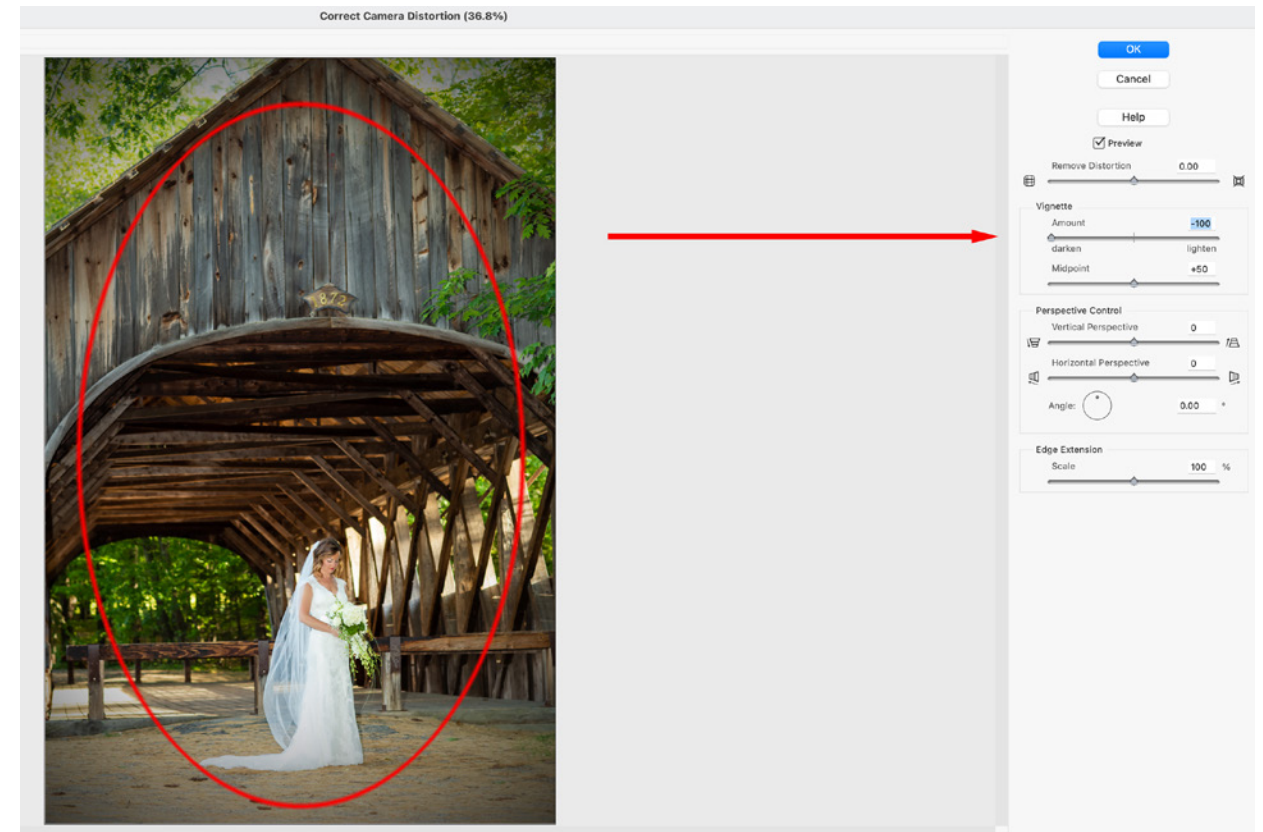 Correct Camera Distortion (36.8%)
OK
Cancel
Help
Preview
Remove Distortion 0.00
Vignette
Amount -100
darken lighten
Midpoint +50
Perspective Control
Vertical Perspective 0
Horizontal Perspective 0
Angle: 0.00 °
Edge Extension
Scale 100 %
1872